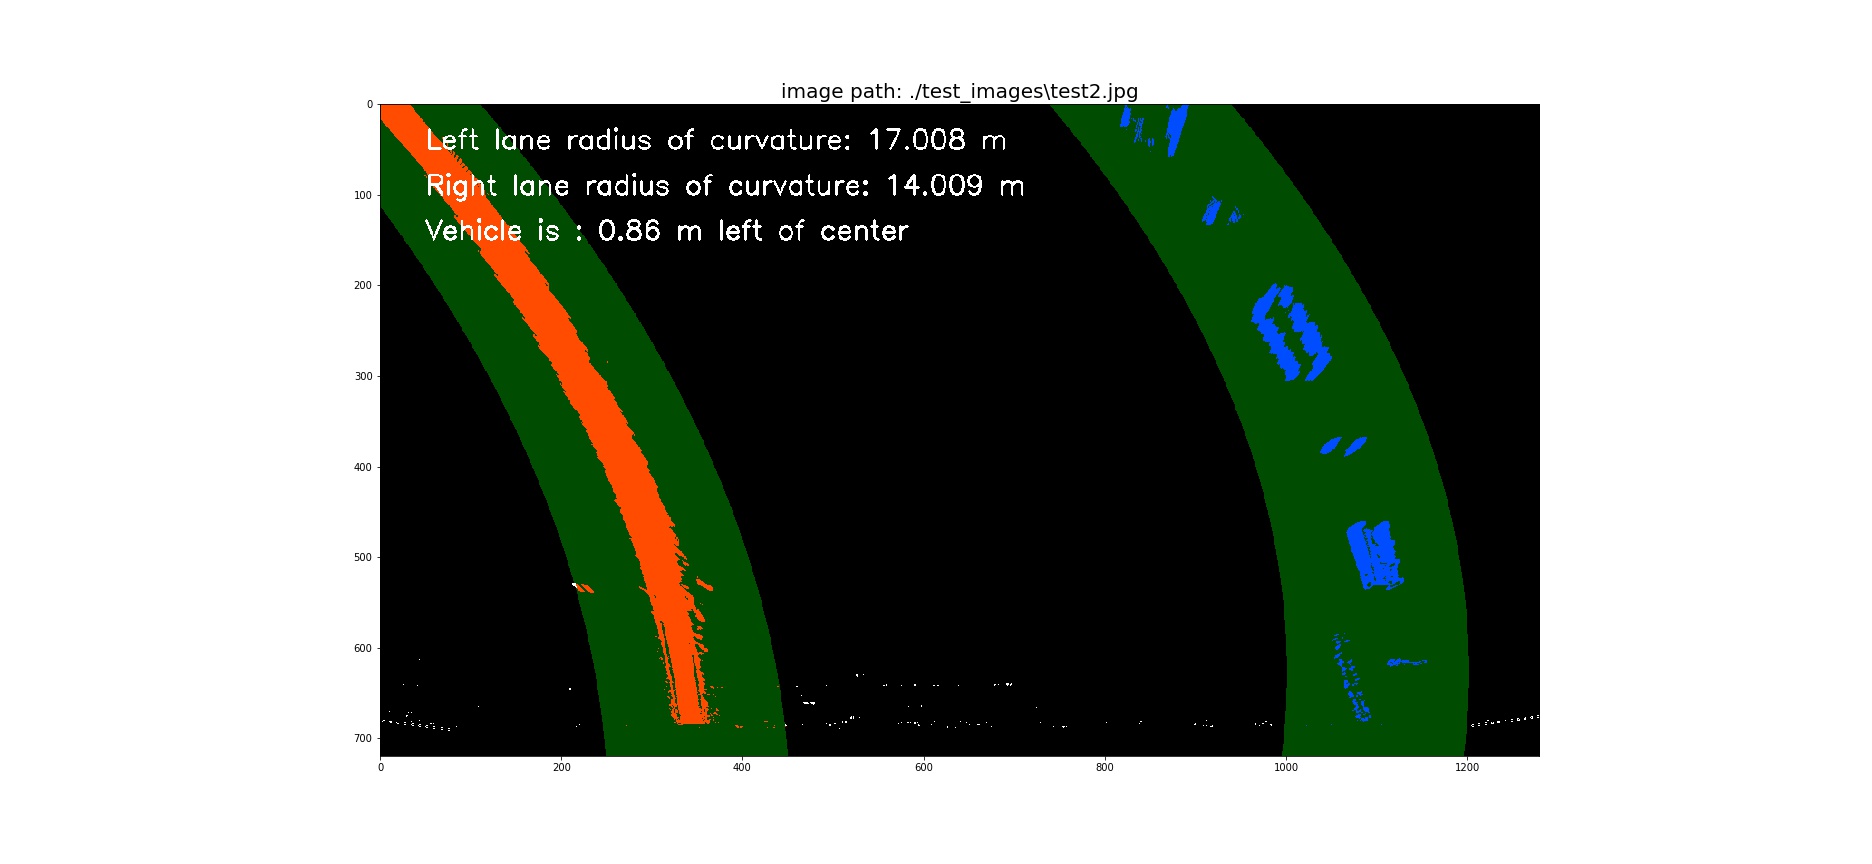 image path: ./test_images\test2.jpg
Left lane radius of curvature: 17.008 m
Right lane radius of curvature: 14.009 m
Vehicle is : 0.86 m left of center
0
100
200
300
400
500
600
700
0 200 400 600 800 1000 1200